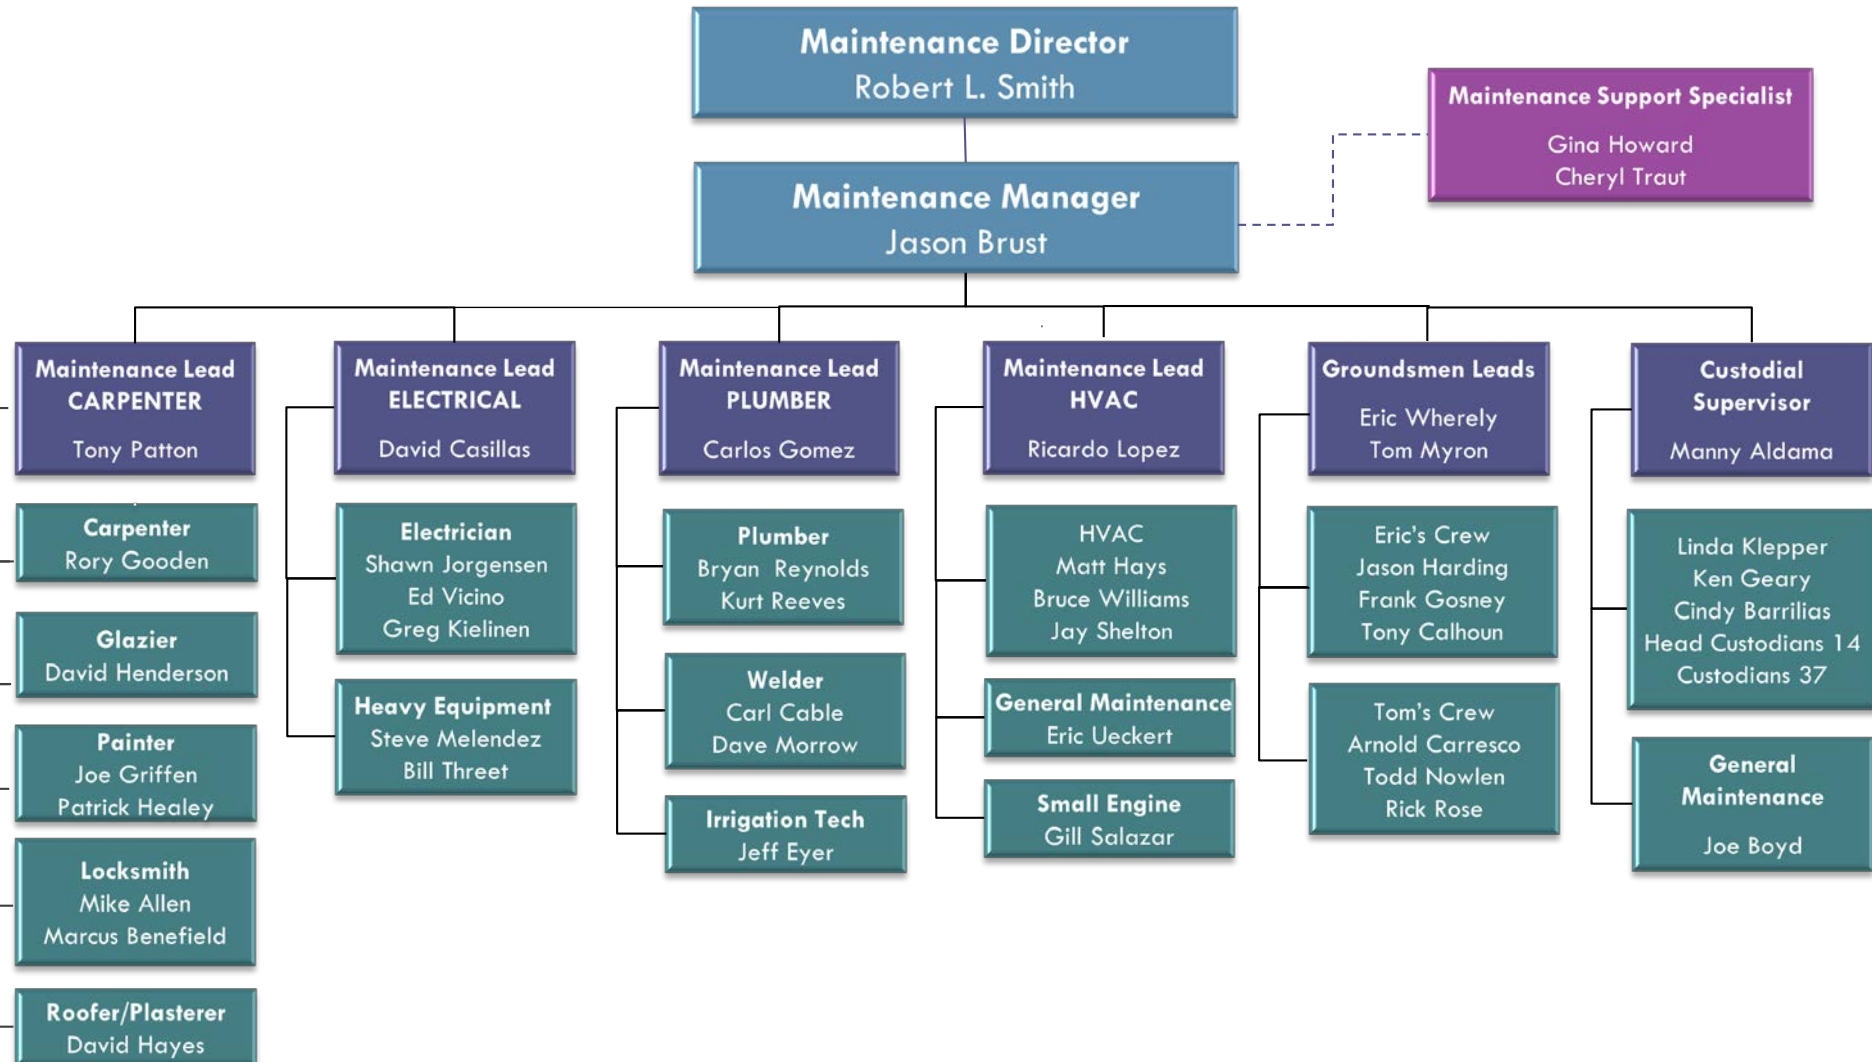 Maintenance Director
Robert L. Smith
Maintenance Support Specialist
Gina Howard
Cheryl Traut
Maintenance Manager
Jason Brust
Maintenance Lead
CARPENTER
Tony Patton
Carpenter
Rory Gooden
Glazier
David Henderson
Painter
Joe Griffen
Patrick Healey
Locksmith
Mike Allen
Marcus Benefield
Roofer/Plasterer
David Hayes
Maintenance Lead
ELECTRICAL
David Casillas
Electrician
Shawn Jorgensen
Ed Vicino
Greg Kielinen
Heavy Equipment
Steve Melendez
Bill Threet
Maintenance Lead
PLUMBER
Carlos Gomez
Plumber
Bryan  Reynolds
Kurt Reeves
Welder
Carl Cable
Dave Morrow
Irrigation Tech
Jeff Eyer
Maintenance Lead
HVAC
Ricardo Lopez
HVAC
Matt Hays
Bruce Williams
Jay Shelton
General Maintenance
Eric Ueckert
Small Engine
Gill Salazar
Groundsmen Leads
Eric Wherely
Tom Myron
Eric's Crew
Jason Harding
Frank Gosney
Tony Calhoun
Tom's Crew
Arnold Carresco
Todd Nowlen
Rick Rose
Custodial
Supervisor
Manny Aldama
Linda Klepper
Ken Geary
Cindy Barrilias
Head Custodians 14
Custodians 37
General
Maintenance
Joe Boyd